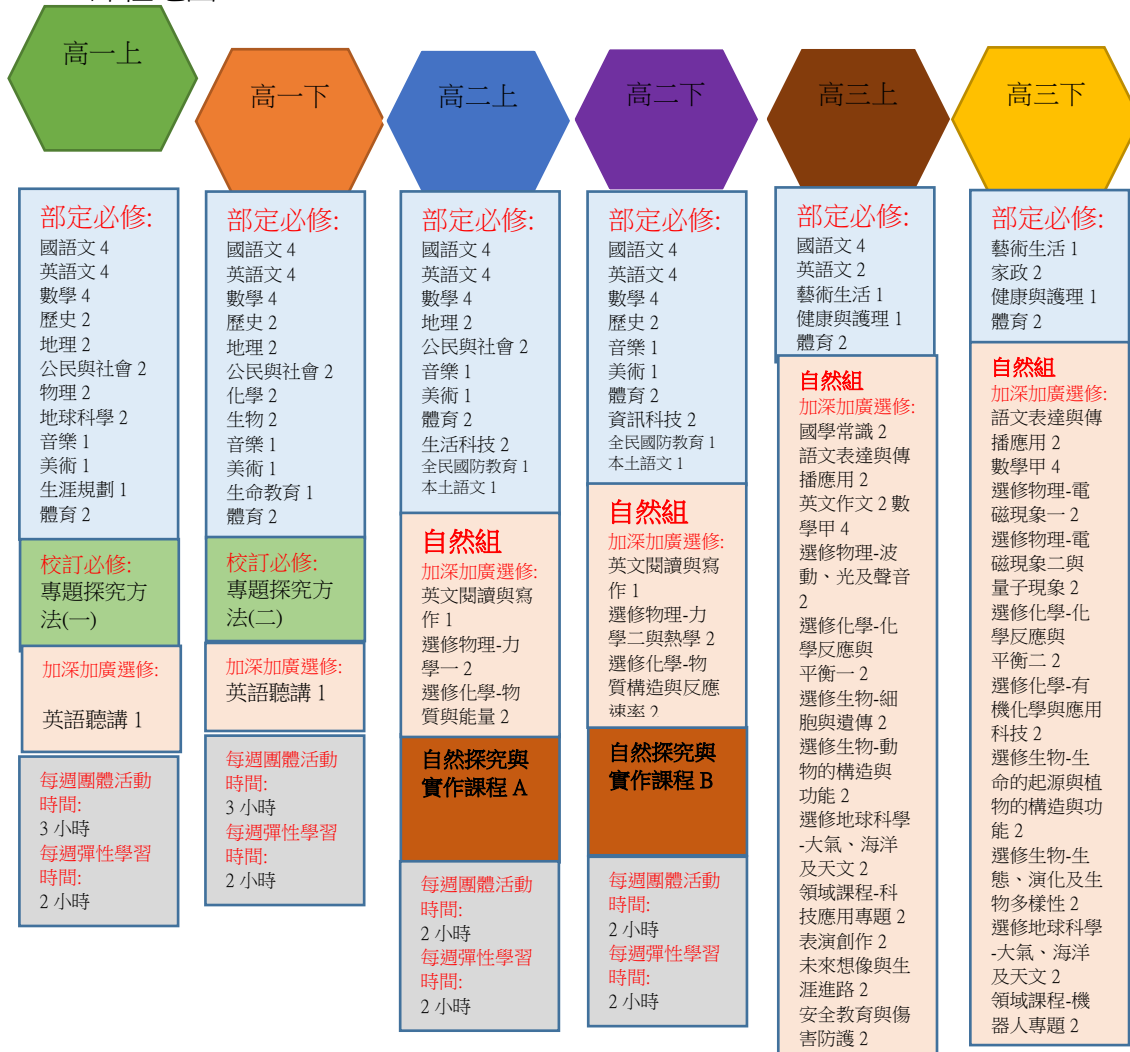 高一上
部定必修:
國語文 4
英語文 4
數學 4
歷史 2
地理 2
公民與社會 2
物理 2
地球科學 2
音樂 1
美術 1
生涯規劃 1
體育 2
校訂必修:
專題探究方
法(一)
加深加廣選修:
英語聽講 1
每週團體活動
時間:
3 小時
每週彈性學習
時間:
2 小時
高一下
部定必修:
國語文 4
英語文 4
數學 4
歷史 2
地理 2
公民與社會 2
化學 2
生物 2
音樂 1
美術 1
生命教育 1
體育 2
校訂必修:
專題探究方
法(二)
加深加廣選修:
英語聽講 1
每週團體活動
時間:
3 小時
每週彈性學習
時間:
2 小時
高二上
部定必修:
國語文 4
英語文 4
數學 4
地理 2
公民與社會 2
音樂 1
美術 1
體育 2
生活科技 2
全民國防教育 1
本土語文 1
自然組
加深加廣選修:
英文閱讀與寫
作 1
選修物理-力
學一 2
選修化學-物
質與能量 2
自然探究與
實作課程 A
每週團體活動
時間:
2 小時
每週彈性學習
時間:
2 小時
高二下
部定必修:
國語文 4
英語文 4
數學 4
歷史 2
音樂 1
美術 1
體育 2
資訊科技 2
全民國防教育 1
本土語文 1
自然組
加深加廣選修:
英文閱讀與寫
作 1
選修物理-力
學二與熱學 2
選修化學-物
質構造與反應
速率 2
自然探究與
實作課程 B
每週團體活動
時間:
2 小時
每週彈性學習
時間:
2 小時
高三上
部定必修:
國語文 4
英語文 2
藝術生活 1
健康與護理 1
體育 2
自然組
加深加廣選修:
國學常識 2
語文表達與傳
播應用 2
英文作文 2 數
學甲 4
選修物理-波
動、光及聲音
2
選修化學-化
學反應與
平衡一 2
選修生物-細
胞與遺傳 2
選修生物-動
物的構造與
功能 2
選修地球科學
-大氣、海洋
及天文 2
領域課程-科
技應用專題 2
表演創作 2
未來想像與生
涯進路 2
安全教育與傷
害防護 2
高三下
部定必修:
藝術生活 1
家政 2
健康與護理 1
體育 2
自然組
加深加廣選修:
語文表達與傳
播應用 2
數學甲 4
選修物理-電
磁現象一 2
選修物理-電
磁現象二與
量子現象 2
選修化學-化
學反應與
平衡二 2
選修化學-有
機化學與應用
科技 2
選修生物-生
命的起源與植
物的構造與功
能 2
選修生物-生
態、演化及生
物多樣性 2
選修地球科學
-大氣、海洋
及天文 2
領域課程-機
器人專題 2